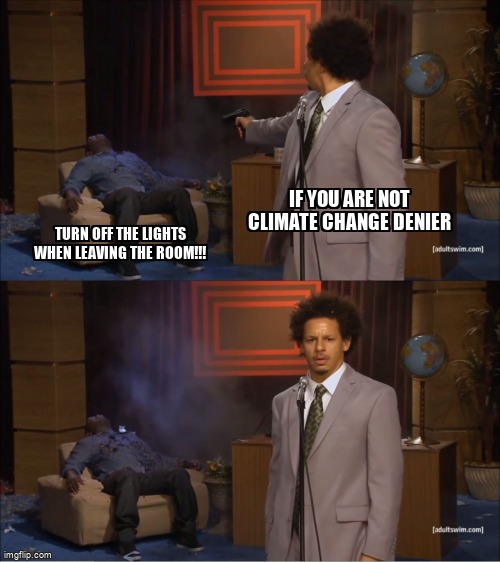 IF YOU ARE NOT
CLIMATE CHANGE DENIER
TURN OFF THE LIGHTS
WHEN LEAVING THE ROOM!!!
[adultswim.com]
[adultswim.com]
imgflip.com